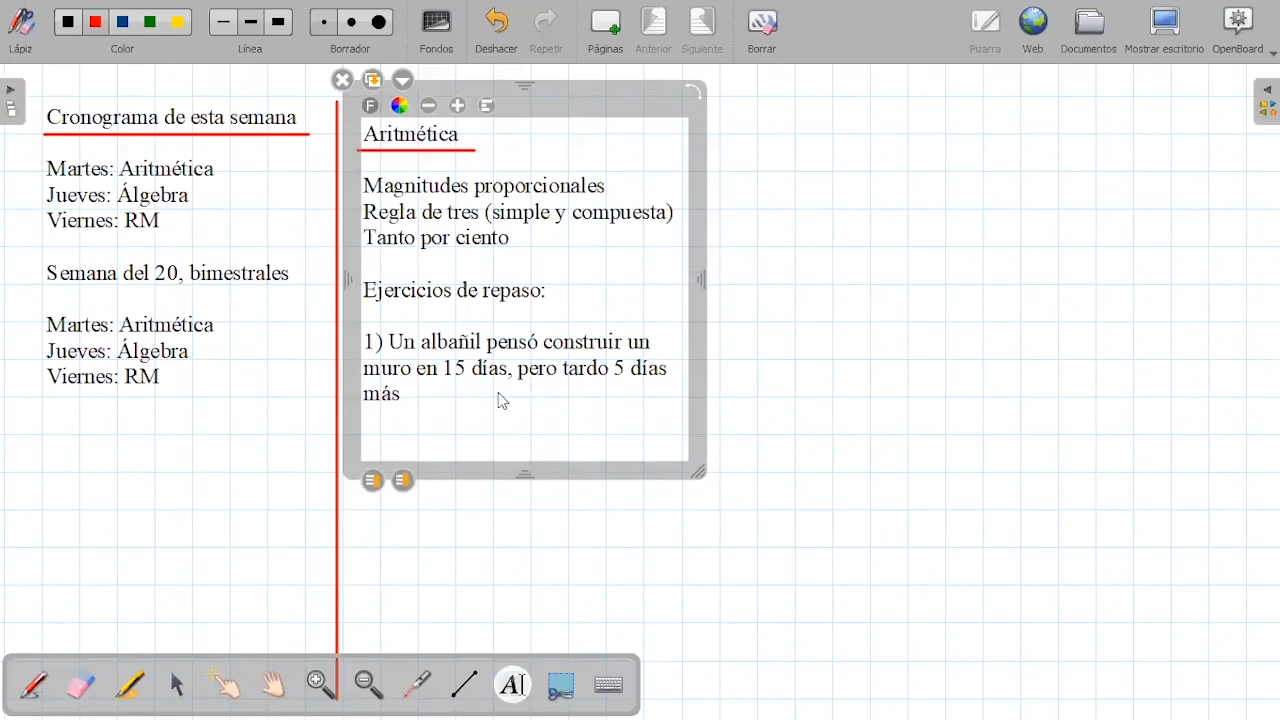 Lápiz
Color
Línea
Borrador
Fondos
Deshacer
Repetir
Páginas
Anterior
Siguiente
Borrar
Pizarra
Web
Documentos
Mostrar escritorio
OpenBoard
Cronograma de esta semana
Martes: Aritmética
Jueves: Álgebra
Viernes: RM
Semana del 20, bimestrales
Martes: Aritmética
Jueves: Álgebra
Viernes: RM
F
Aritmética
Magnitudes proporcionales
Regla de tres (simple y compuesta)
Tanto por ciento
Ejercicios de repaso:
1) Un albañil pensó construir un
muro en 15 días, pero tardo 5 días
más
AI